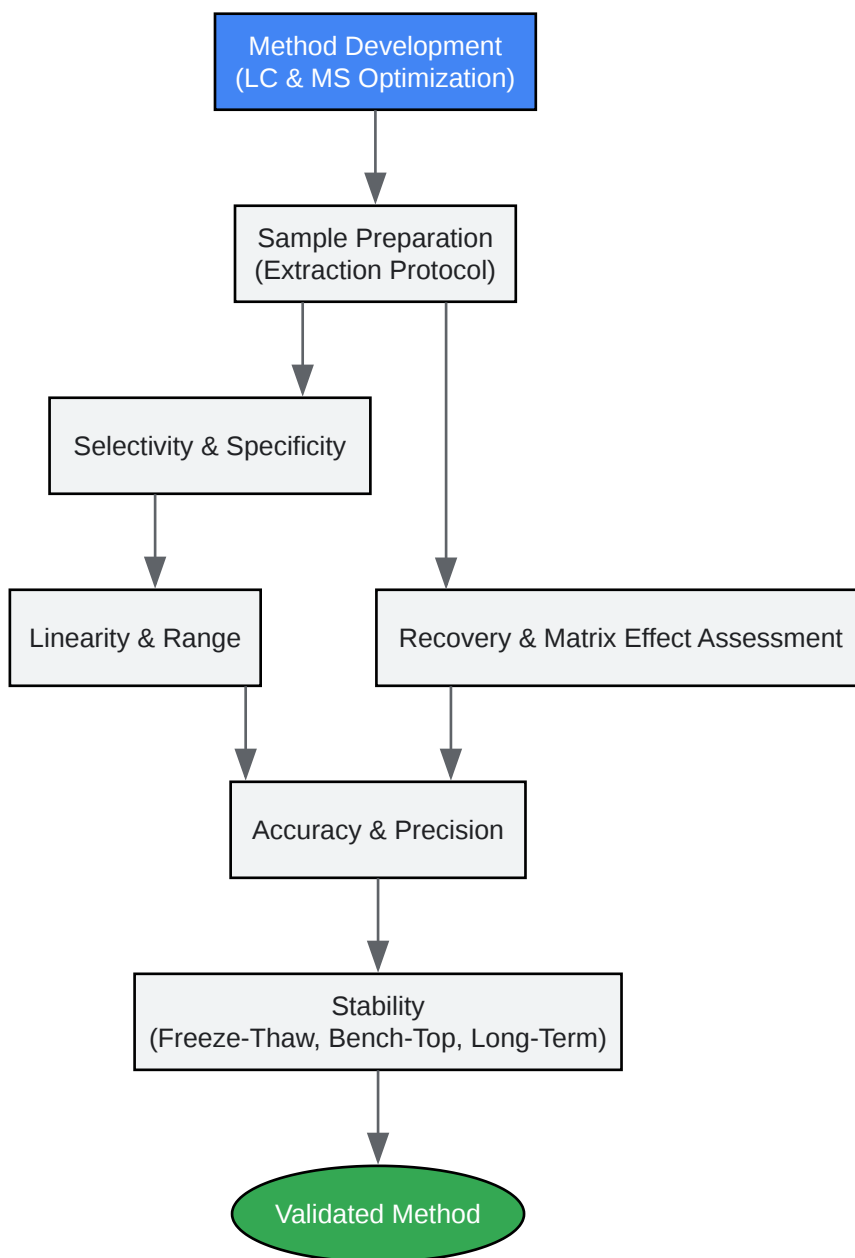 Method Development
(LC & MS Optimization)
Sample Preparation
(Extraction Protocol)
Selectivity & Specificity
Linearity & Range
Recovery & Matrix Effect Assessment
Accuracy & Precision
Stability
(Freeze-Thaw, Bench-Top, Long-Term)
Validated Method